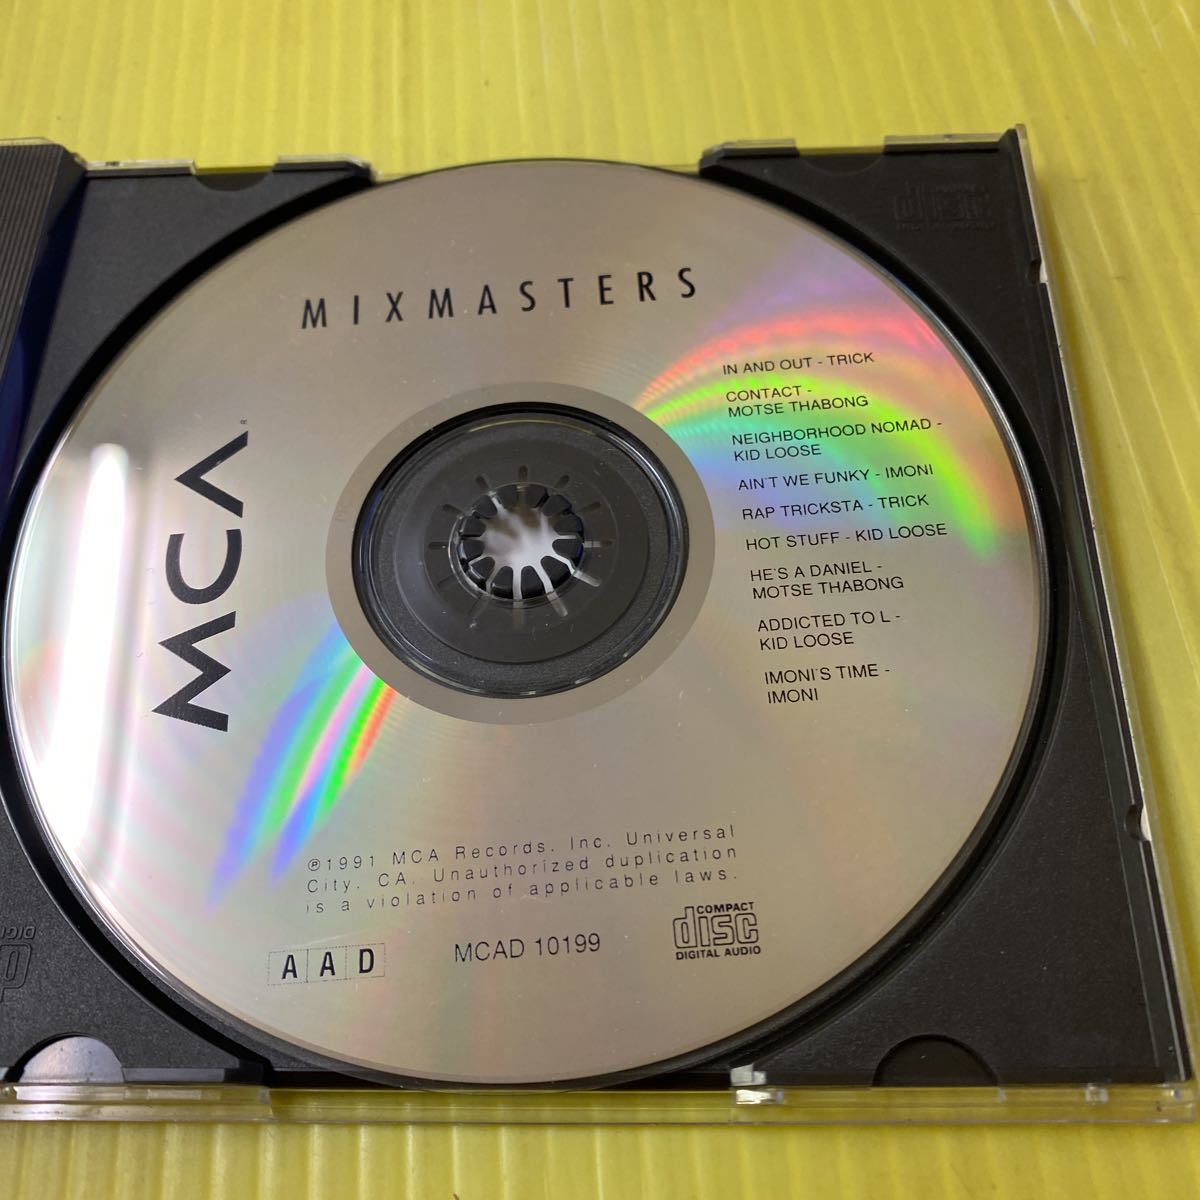 MIXMASTERS
MCA
®
IN AND OUT - TRICK
CONTACT -
MOTSE THABONG
NEIGHBORHOOD NOMAD -
KID LOOSE
AIN'T WE FUNKY - IMONI
RAP TRICKSTA - TRICK
HOT STUFF - KID LOOSE
HE'S A DANIEL -
MOTSE THABONG
ADDICTED TO L -
KID LOOSE
IMONI'S TIME -
IMONI
℗1991 MCA Records, Inc. Universal
City, CA. Unauthorized duplication
is a violation of applicable laws.
AAD
MCAD 10199
COMPACT
disc
DIGITAL AUDIO